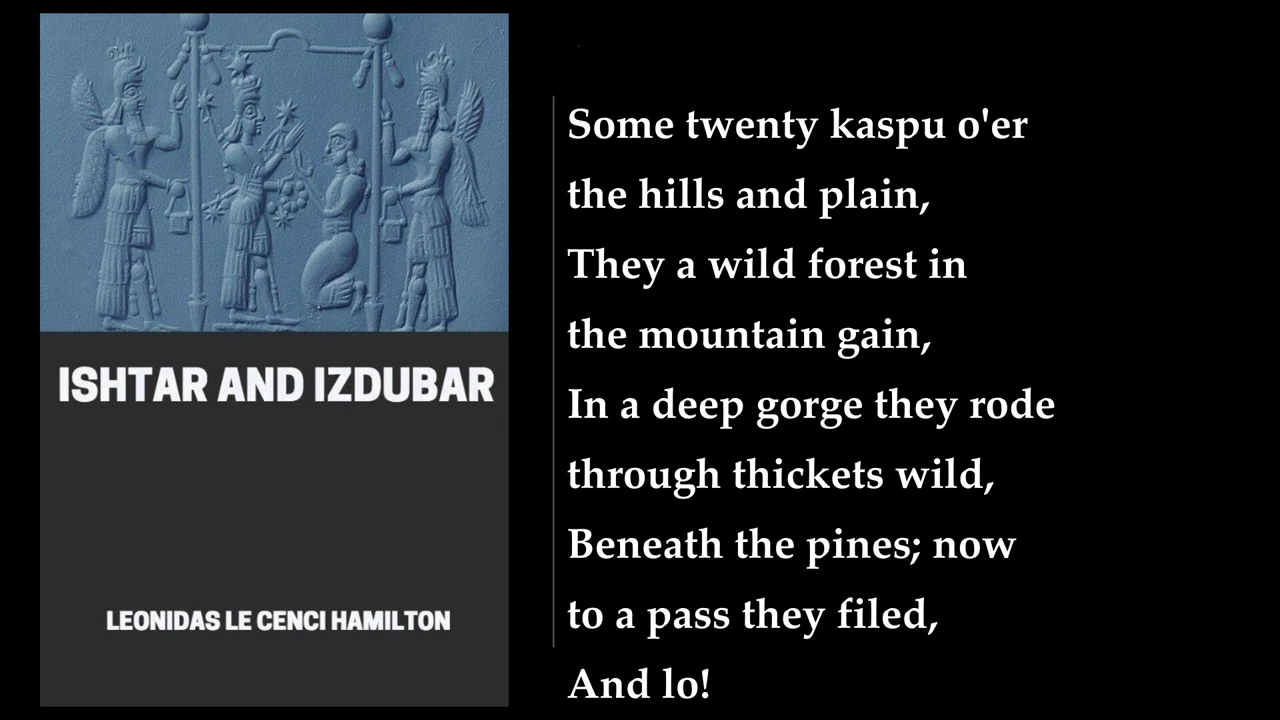 ISHTAR AND IZDUBAR
LEONIDAS LE CENCI HAMILTON
Some twenty kaspu o'er
the hills and plain,
They a wild forest in
the mountain gain,
In a deep gorge they rode
through thickets wild,
Beneath the pines; now
to a pass they filed,
And lo!